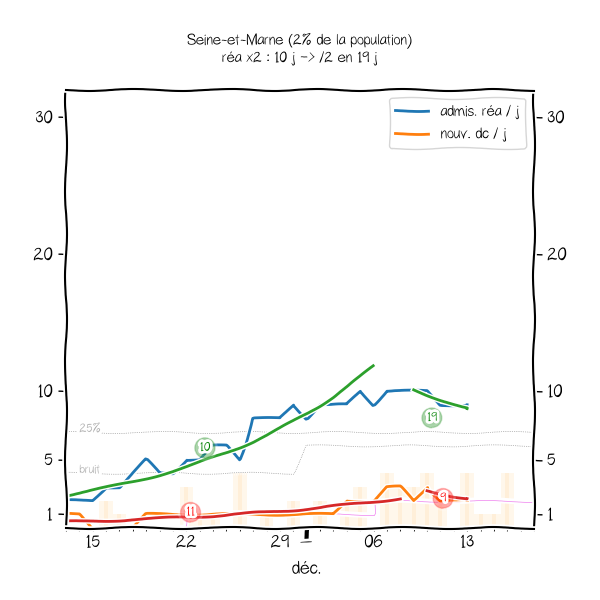 Seine-et-Marne (2% de la population)
réa x2 : 10 j -> /2 en 19 j
admis. réa / j
nouv. dc / j
30 30
20 20
10 10
5 5
1 1
25%
bruit
10
19
11
9
15 22 29 1 06 13
déc.